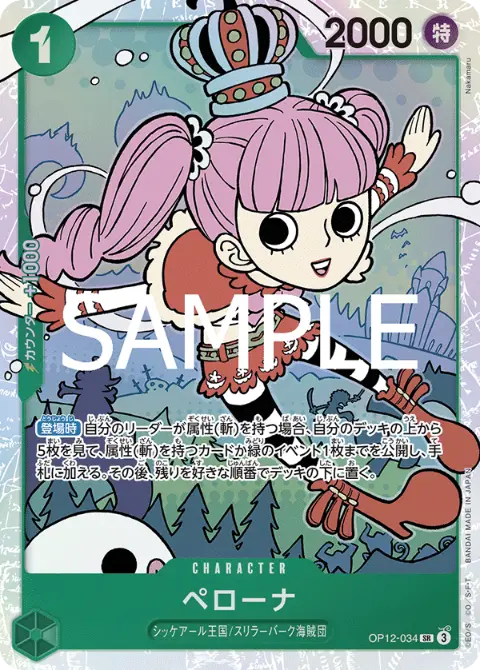 1
2000 特
Nakamaru
カウンター+1000
SAMPLE
登場時 自分のリーダーが属性(斬)を持つ場合、自分のデッキの上から
5枚を見て、属性(斬)を持つカードか緑のイベント1枚までを公開し、手
札に加える。その後、残りを好きな順番でデッキの下に置く。
CHARACTER
ペローナ
シッケアール王国/スリラーバーク海賊団
OP12-034 SR 3
©E.O/S. ©O./S.・F・T. BANDAI MADE IN JAPAN